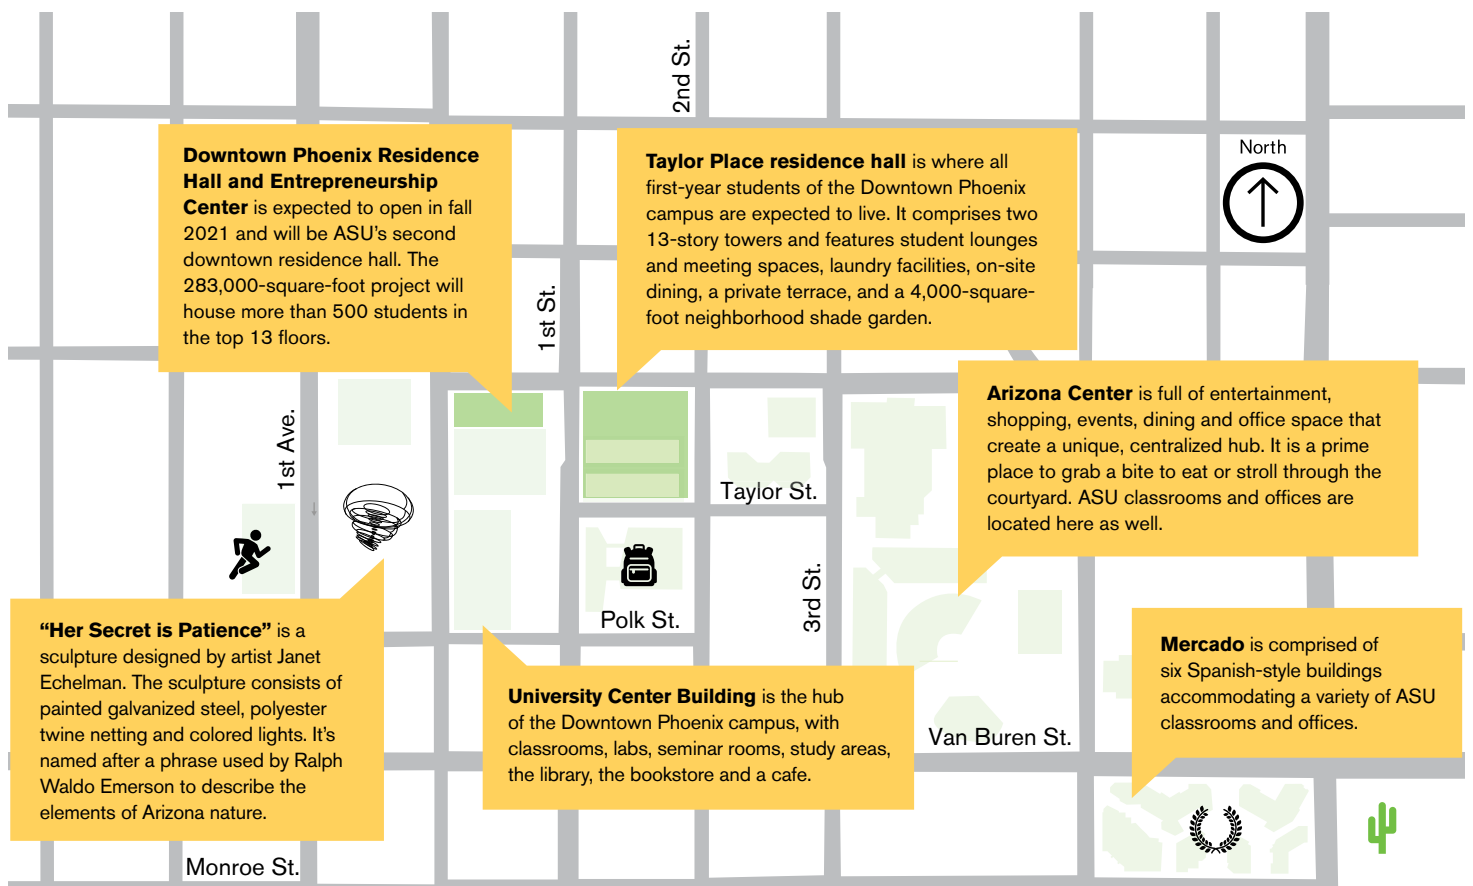 2nd St.
North
Downtown Phoenix Residence
Hall and Entrepreneurship
Center is expected to open in fall
2021 and will be ASU’s second
downtown residence hall. The
283,000-square-foot project will
house more than 500 students in
the top 13 floors.
Taylor Place residence hall is where all
first-year students of the Downtown Phoenix
campus are expected to live. It comprises two
13-story towers and features student lounges
and meeting spaces, laundry facilities, on-site
dining, a private terrace, and a 4,000-square-
foot neighborhood shade garden.
1st St.
Arizona Center is full of entertainment,
shopping, events, dining and office space that
create a unique, centralized hub. It is a prime
place to grab a bite to eat or stroll through the
courtyard. ASU classrooms and offices are
located here as well.
1st Ave.
Taylor St.
3rd St.
Polk St.
“Her Secret is Patience” is a
sculpture designed by artist Janet
Echelman. The sculpture consists of
painted galvanized steel, polyester
twine netting and colored lights. It’s
named after a phrase used by Ralph
Waldo Emerson to describe the
elements of Arizona nature.
University Center Building is the hub
of the Downtown Phoenix campus, with
classrooms, labs, seminar rooms, study areas,
the library, the bookstore and a cafe.
Mercado is comprised of
six Spanish-style buildings
accommodating a variety of ASU
classrooms and offices.
Van Buren St.
Monroe St.